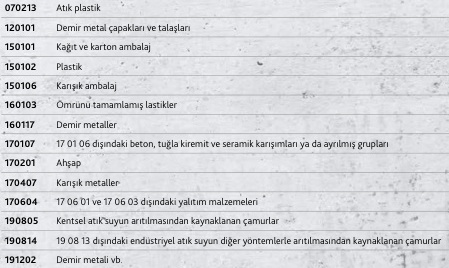 070213 Atık plastik
120101 Demir metal çapakları ve talaşları
150101 Kağıt ve karton ambalaj
150102 Plastik
150106 Karışık ambalaj
160103 Ömrünü tamamlamış lastikler
160117 Demir metaller
170107 17 01 06 dışındaki beton, tuğla kiremit ve seramik karışımları ya da ayrılmış grupları
170201 Ahşap
170407 Karışık metaller
170604 17 06 01 ve 17 06 03 dışındaki yalıtım malzemeleri
190805 Kentsel atık suyun arıtılmasından kaynaklanan çamurlar
190814 19 08 13 dışındaki endüstriyel atık suyun diğer yöntemlerle arıtılmasından kaynaklanan çamurlar
191202 Demir metali vb.